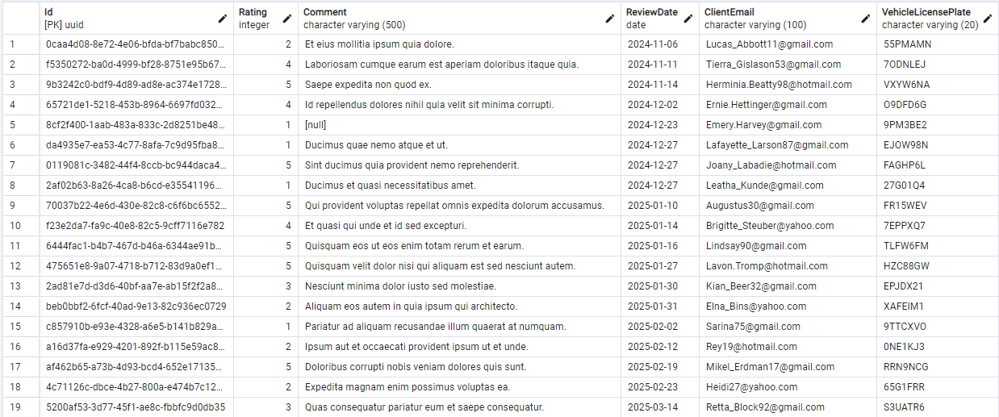 Id Rating Comment ReviewDate ClientEmail VehicleLicensePlate
[PK] uuid integer character varying (500) date character varying (100) character varying (20)
1 0caa4d08-8e72-4e06-bfda-bf7babc850... 2 Et eius mollitia ipsum quia dolore. 2024-11-06 Lucas_Abbott11@gmail.com 55PMAMN
2 f5350272-ba0d-4999-bf28-8751e95b67... 4 Laboriosam cumque earum est aperiam doloribus itaque quia. 2024-11-11 Tierra_Gislason53@gmail.com 7ODNLEJ
3 9b3242c0-bdf9-4d89-ad8e-ac374e1728... 5 Saepe expedita non quod ex. 2024-11-14 Herminia.Beatty98@hotmail.com VXYW6NA
4 65721de1-5218-453b-8964-6697fd032... 4 Id repellendus dolores nihil quia velit sit minima corrupti. 2024-12-02 Ernie.Hettinger@gmail.com O9DFD6G
5 8cf2f400-1aab-483a-833c-2d8251be48... 1 [null] 2024-12-23 Emery.Harvey@gmail.com 9PM3BE2
6 da4935e7-ea53-4c77-8afa-7c9d95fba8... 1 Ducimus quae nemo atque et ut. 2024-12-27 Lafayette_Larson87@gmail.com EJOW98N
7 0119081c-3482-44f4-8ccb-bc944daca4... 5 Sint ducimus quia provident nemo reprehenderit. 2024-12-27 Joany_Labadie@hotmail.com FAGHP6L
8 2af02b63-8a26-4ca8-b6cd-e35541196... 1 Ducimus et quasi necessitatibus amet. 2024-12-27 Leatha_Kunde@gmail.com 27G01Q4
9 70037b22-4e6d-430e-82c8-c6f6bc6552... 5 Qui provident voluptas repellat omnis expedita dolorum accusamus. 2025-01-10 Augustus30@gmail.com FR15WEV
10 f23e2da7-fa9c-40e8-82c5-9cff7116e782 4 Et quasi qui unde et id sed excepturi. 2025-01-14 Brigitte_Steuber@yahoo.com 7EPPXQ7
11 6444fac1-b4b7-467d-b46a-6344ae91b... 5 Quisquam eos ut eos enim totam rerum et earum. 2025-01-16 Lindsay90@gmail.com TLFW6FM
12 475651e8-9a07-4718-b712-83d9a0ef1... 5 Quisquam velit dolor nisi qui aliquam est sed nesciunt autem. 2025-01-27 Lavon.Tromp@hotmail.com HZC88GW
13 2ad81e7d-d3d6-40bf-aa7e-ab15f2f2a8... 3 Nesciunt minima dolor iusto sed molestiae. 2025-01-30 Kian_Beer32@gmail.com EPJDX21
14 beb0bbf2-6fcf-40ad-9e13-82c936ec0729 2 Aliquam eos autem in quia ipsum qui architecto. 2025-01-31 Elna_Bins@yahoo.com XAFEIM1
15 c857910b-e93e-4328-a6e5-b141b829a... 1 Pariatur ad aliquam recusandae illum quaerat at numquam. 2025-02-02 Sarina75@gmail.com 9TTCXVO
16 a16d37fa-e929-4201-892f-b115e59ac8... 2 Ipsum aut et occaecati provident ipsum ut et unde. 2025-02-12 Rey19@hotmail.com 0NE1KJ3
17 af462b65-a73b-4d93-bcd4-652e17135... 5 Doloribus corrupti nobis veniam dolores quis sunt. 2025-02-19 Mikel_Erdman17@gmail.com RRN9NCG
18 4c71126c-dbce-4b27-800a-e474b7c12... 2 Expedita magnam enim possimus voluptas ea. 2025-02-23 Heidi27@yahoo.com 65G1FRR
19 5200af53-3d77-45f1-ae8c-fbbfc9d0db35 3 Quas consequatur pariatur eum et saepe consequatur. 2025-03-14 Retta_Block92@gmail.com S3UATR6